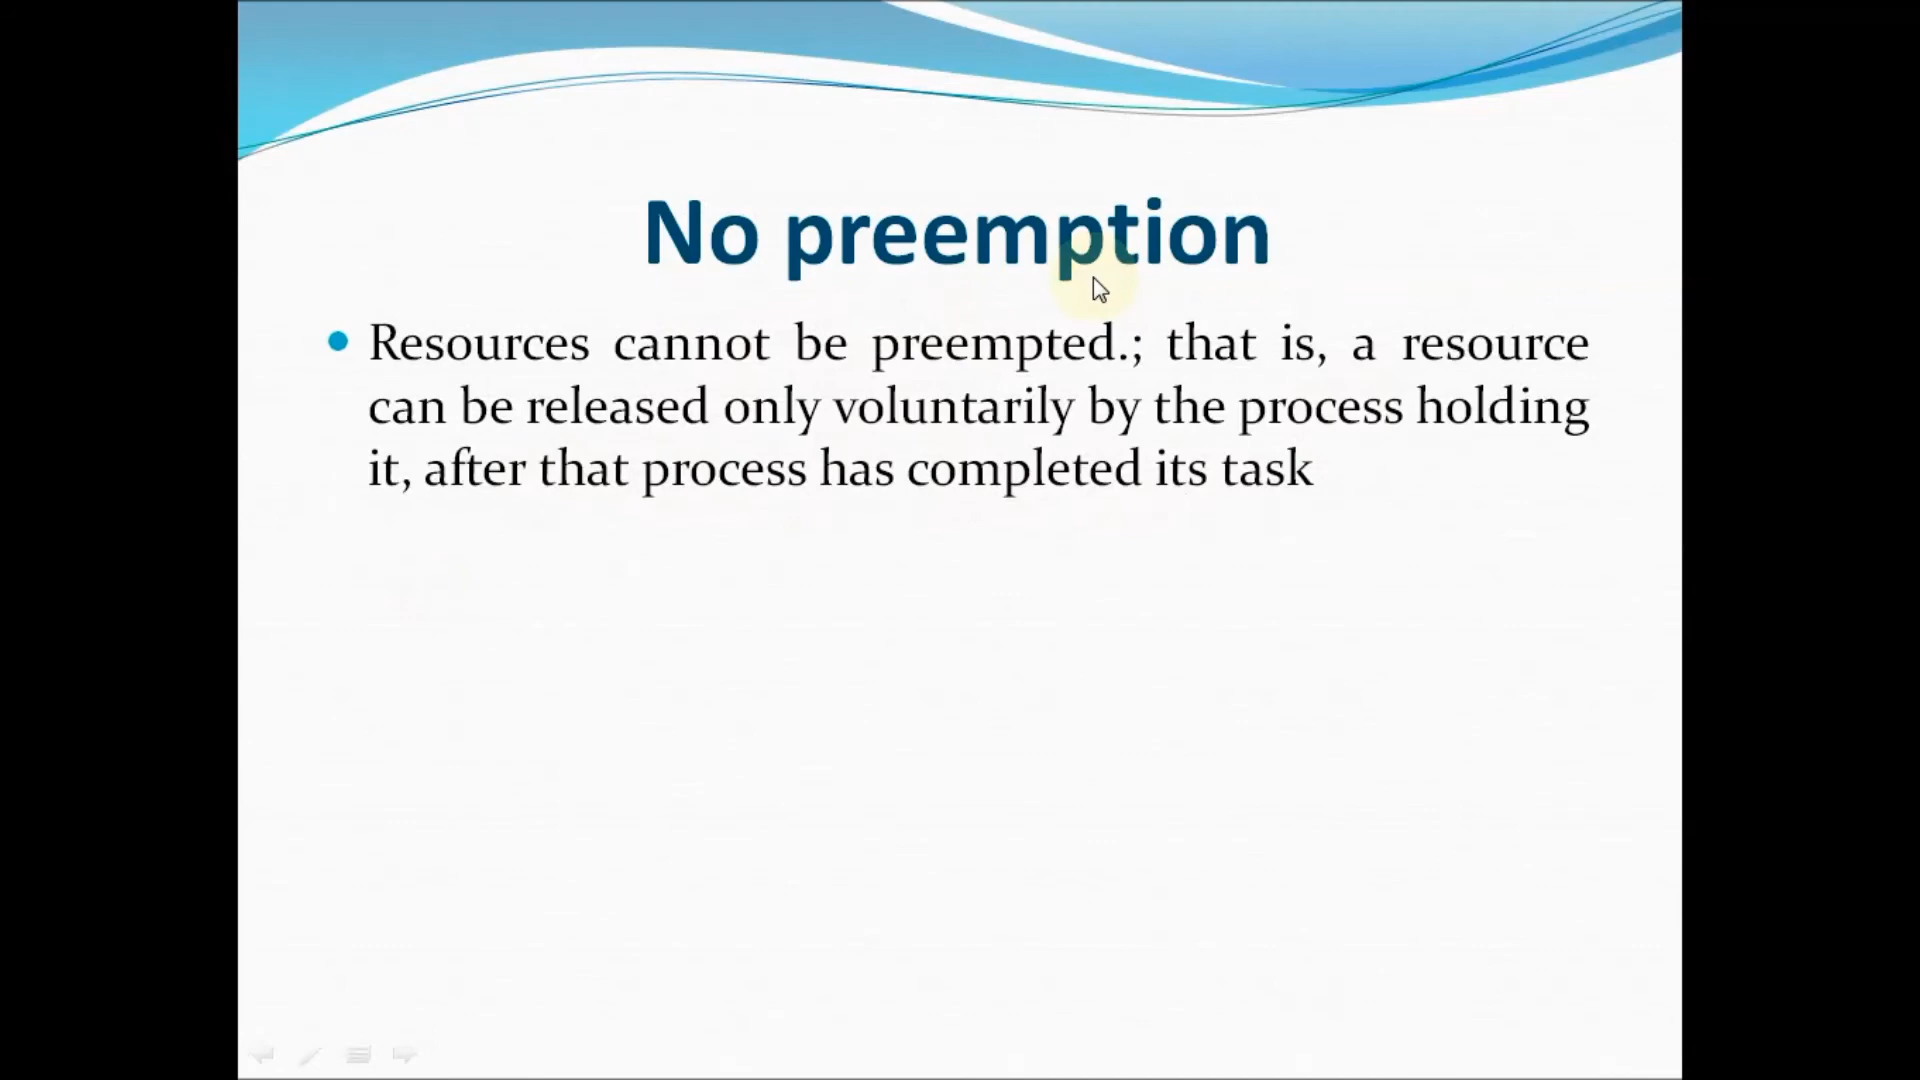 No preemption
Resources cannot be preempted.; that is, a resource
can be released only voluntarily by the process holding
it, after that process has completed its task